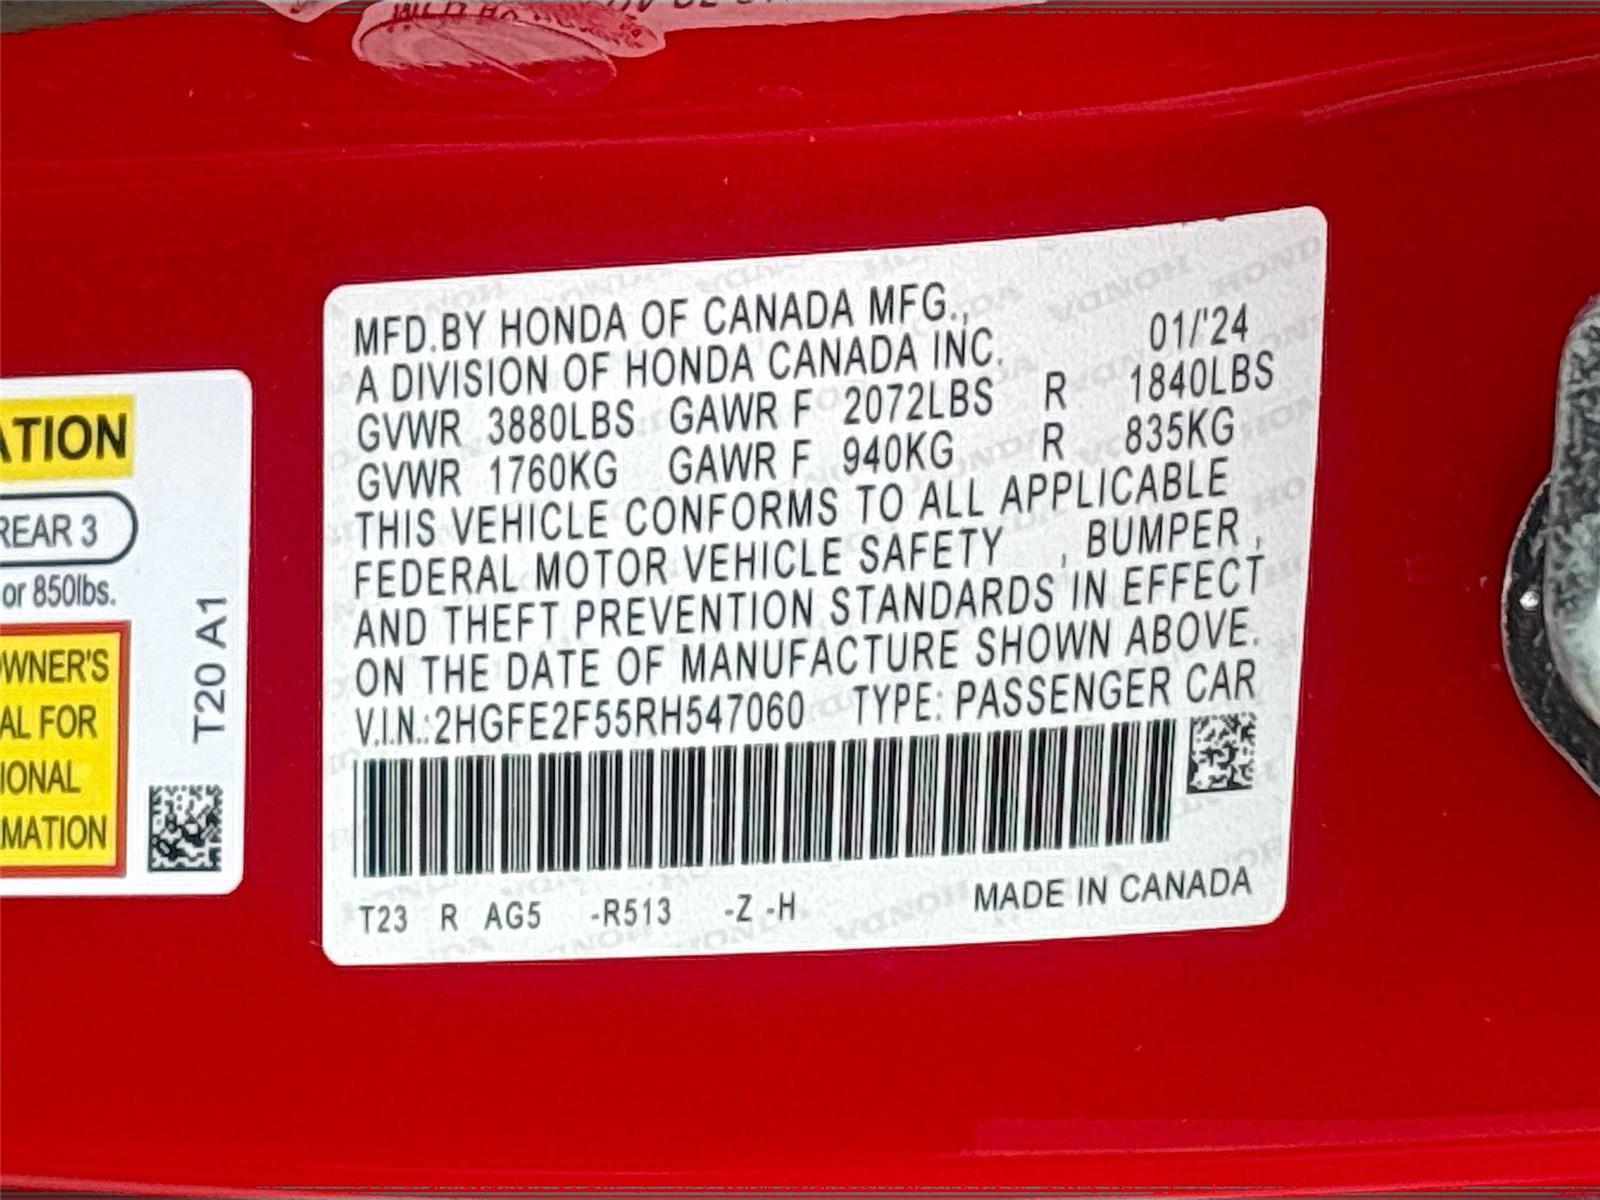 MFD.BY HONDA OF CANADA MFG.,
A DIVISION OF HONDA CANADA INC. 01/'24
GVWR 3880LBS GAWR F 2072LBS R 1840LBS
GVWR 1760KG GAWR F 940KG R 835KG
THIS VEHICLE CONFORMS TO ALL APPLICABLE
FEDERAL MOTOR VEHICLE SAFETY , BUMPER ,
AND THEFT PREVENTION STANDARDS IN EFFECT
ON THE DATE OF MANUFACTURE SHOWN ABOVE.
V.I.N.:2HGFE2F55RH547060 TYPE: PASSENGER CAR
T23 R AG5 -R513 -Z -H MADE IN CANADA
ATION
REAR 3
or 850lbs.
OWNER'S
AL FOR
IONAL
MATION
T20 A1